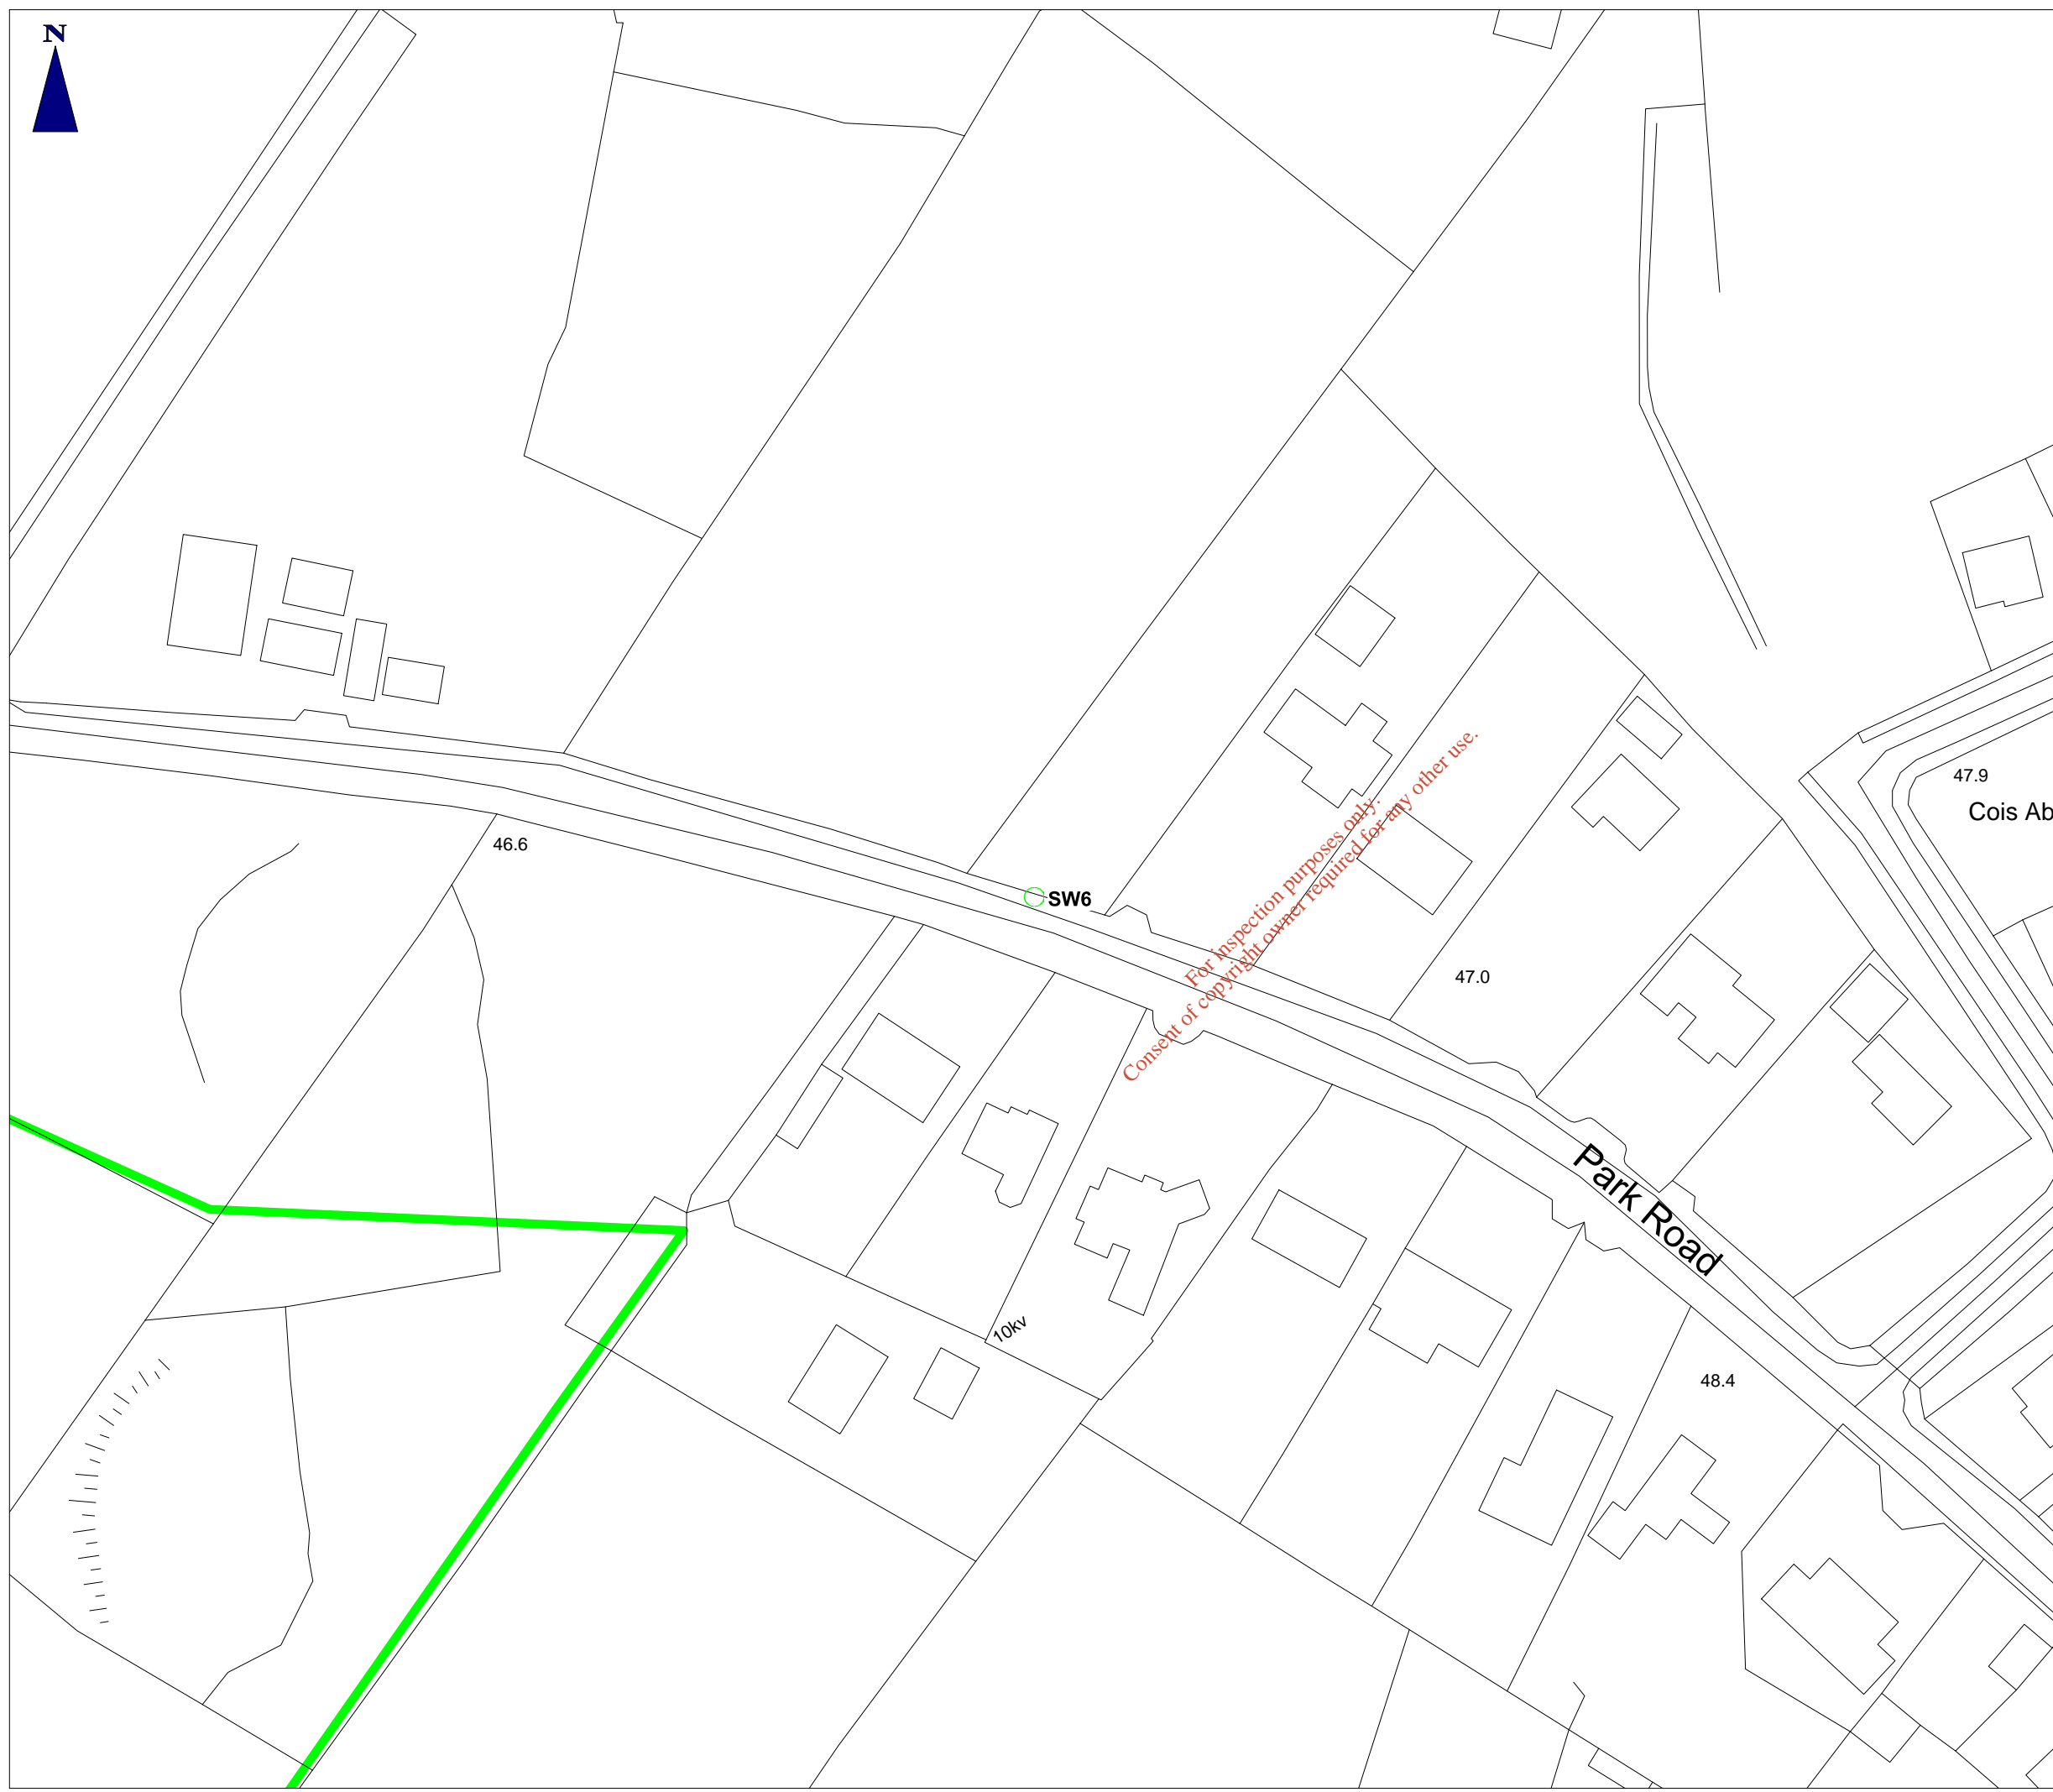 N
47.9
Cois Ab
46.6
SW6
For inspection purposes only.
Consent of copyright owner required for any other use.
47.0
Park Road
10kv
48.4